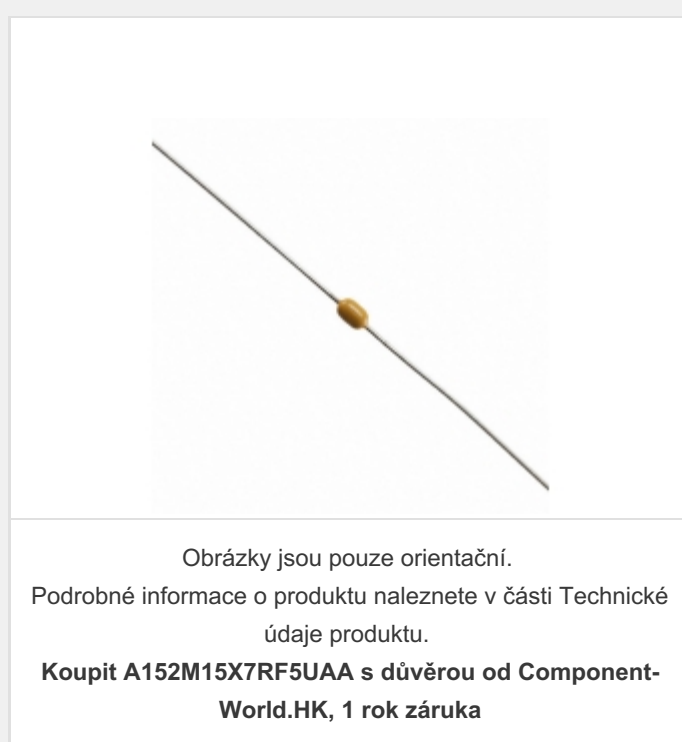 Obrázky jsou pouze orientační.
Podrobné informace o produktu naleznete v části Technické
údaje produktu.
Koupit A152M15X7RF5UAA s důvěrou od Component-
World.HK, 1 rok záruka